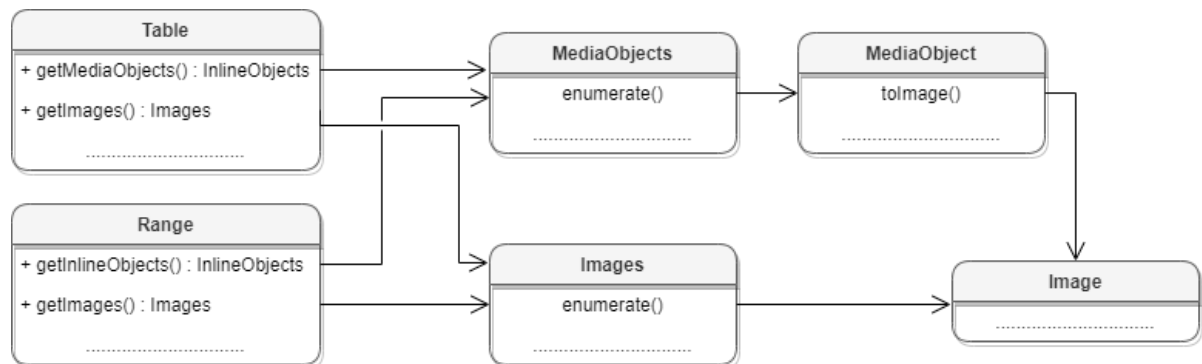 Table
+ getMediaObjects() : InlineObjects
+ getImages() : Images
Range
+ getInlineObjects() : InlineObjects
+ getImages() : Images
MediaObjects
enumerate()
Images
enumerate()
MediaObject
toImage()
Image